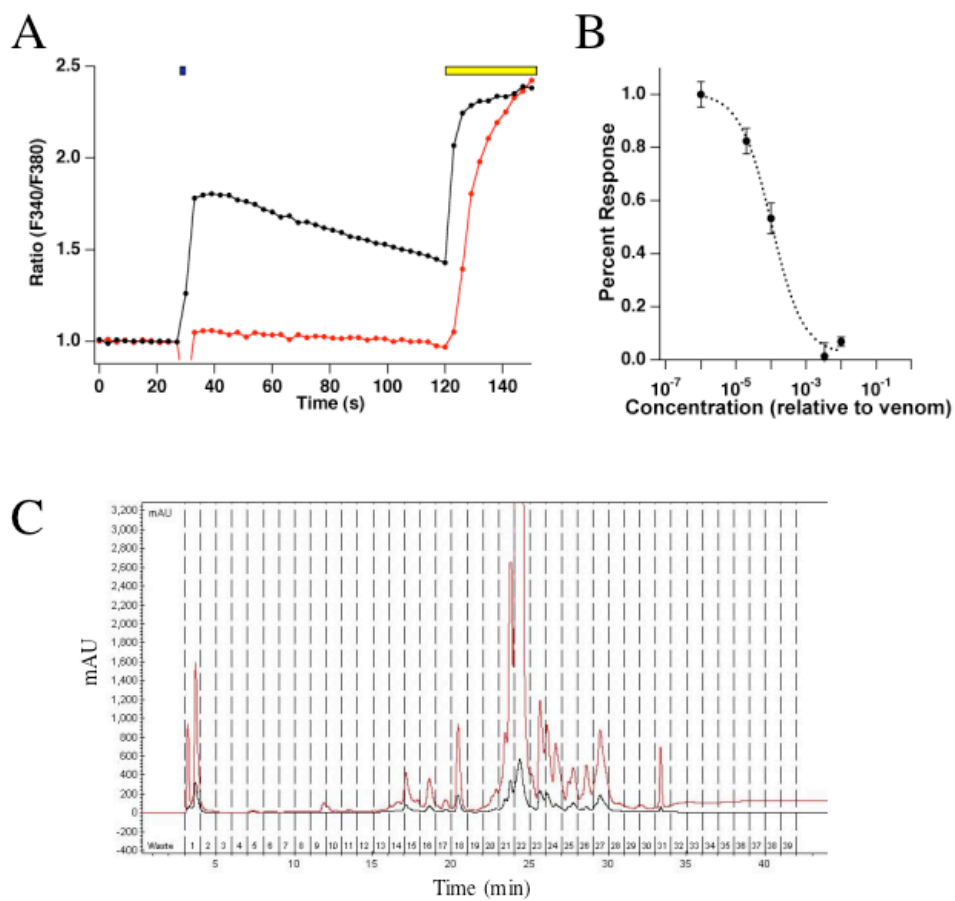 A
Ratio (F340/F380)
2.5
2.0
1.5
1.0
0 20 40 60 80 100 120 140
Time (s)
B
Percent Response
1.0
0.8
0.6
0.4
0.2
0.0
10-7 10-5 10-3 10-1
Concentration (relative to venom)
C
mAU
mAU
3,200
3,000
2,800
2,600
2,400
2,200
2,000
1,800
1,600
1,400
1,200
1,000
800
600
400
200
0
-200
-400
Waste 1 2 3 4 5 6 7 8 9 10 11 12 13 14 15 16 17 18 19 20 21 22 23 24 25 26 27 28 29 30 31 32 33 34 35 36 37 38 39
5 10 15 20 25 30 35 40
Time (min)